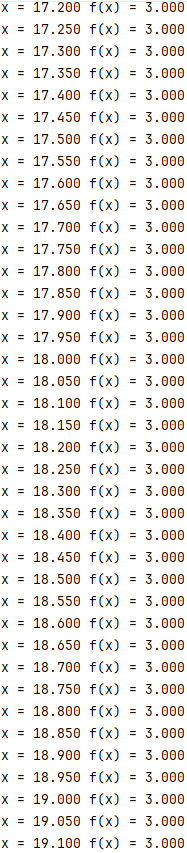 x = 17.200 f(x) = 3.000
x = 17.250 f(x) = 3.000
x = 17.300 f(x) = 3.000
x = 17.350 f(x) = 3.000
x = 17.400 f(x) = 3.000
x = 17.450 f(x) = 3.000
x = 17.500 f(x) = 3.000
x = 17.550 f(x) = 3.000
x = 17.600 f(x) = 3.000
x = 17.650 f(x) = 3.000
x = 17.700 f(x) = 3.000
x = 17.750 f(x) = 3.000
x = 17.800 f(x) = 3.000
x = 17.850 f(x) = 3.000
x = 17.900 f(x) = 3.000
x = 17.950 f(x) = 3.000
x = 18.000 f(x) = 3.000
x = 18.050 f(x) = 3.000
x = 18.100 f(x) = 3.000
x = 18.150 f(x) = 3.000
x = 18.200 f(x) = 3.000
x = 18.250 f(x) = 3.000
x = 18.300 f(x) = 3.000
x = 18.350 f(x) = 3.000
x = 18.400 f(x) = 3.000
x = 18.450 f(x) = 3.000
x = 18.500 f(x) = 3.000
x = 18.550 f(x) = 3.000
x = 18.600 f(x) = 3.000
x = 18.650 f(x) = 3.000
x = 18.700 f(x) = 3.000
x = 18.750 f(x) = 3.000
x = 18.800 f(x) = 3.000
x = 18.850 f(x) = 3.000
x = 18.900 f(x) = 3.000
x = 18.950 f(x) = 3.000
x = 19.000 f(x) = 3.000
x = 19.050 f(x) = 3.000
x = 19.100 f(x) = 3.000